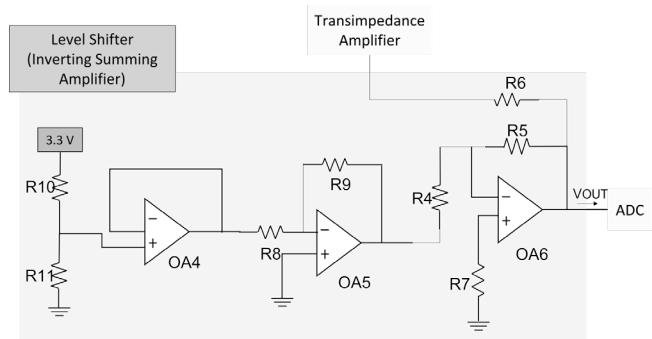 Transimpedance
Amplifier
Level Shifter
(Inverting Summing
Amplifier)
R6
R5
3.3 V
R9
R10
R4
VOUT
ADC
R8
OA4
OA6
R11
OA5
R7